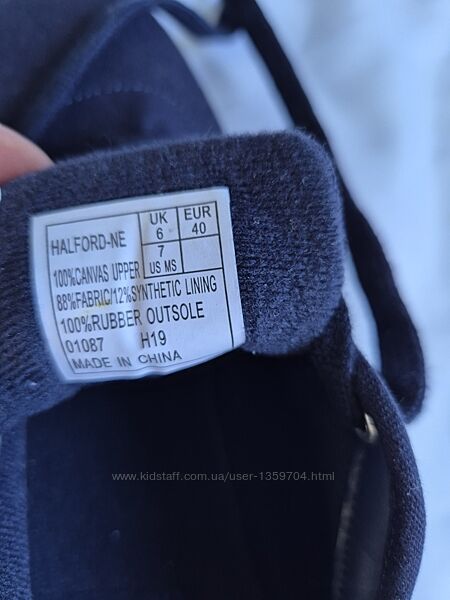 HALFORD-NE
UK EUR
6 40
7
US MS
100%CANVAS UPPER
88%FABRIC/12%SYNTHETIC LINING
100%RUBBER OUTSOLE
01087 H19
MADE IN CHINA
www.kidstaff.com.ua/user-1359704.html